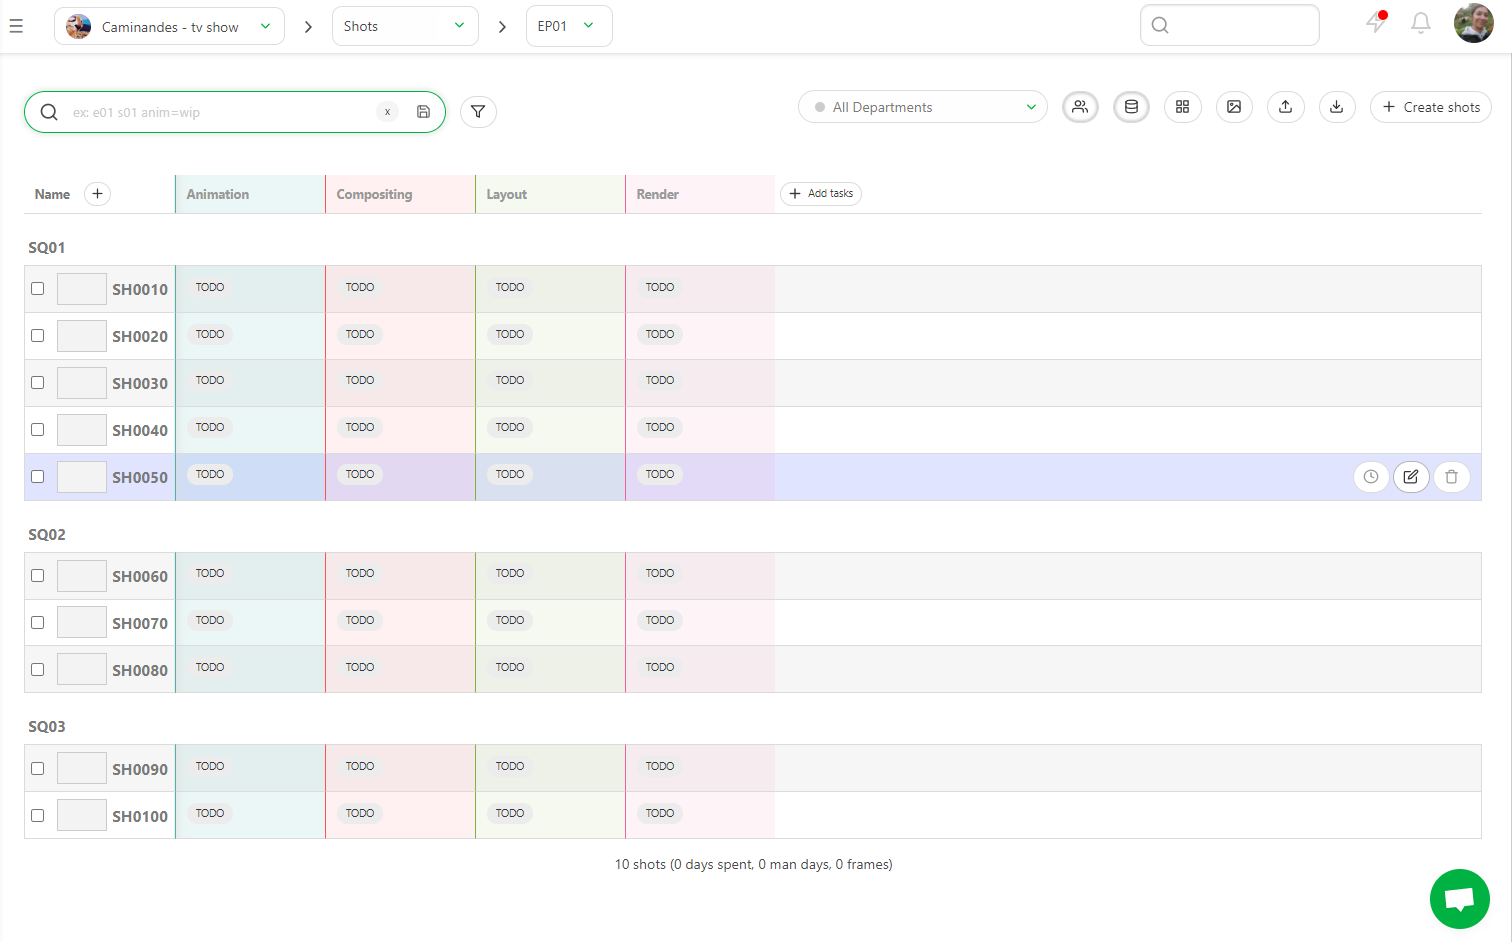 Caminandes - tv show Shots EP01
ex: e01 s01 anim=wip x All Departments Create shots
Name Animation Compositing Layout Render Add tasks
SQ01
SH0010 TODO TODO TODO TODO
SH0020 TODO TODO TODO TODO
SH0030 TODO TODO TODO TODO
SH0040 TODO TODO TODO TODO
SH0050 TODO TODO TODO TODO
SQ02
SH0060 TODO TODO TODO TODO
SH0070 TODO TODO TODO TODO
SH0080 TODO TODO TODO TODO
SQ03
SH0090 TODO TODO TODO TODO
SH0100 TODO TODO TODO TODO
10 shots (0 days spent, 0 man days, 0 frames)